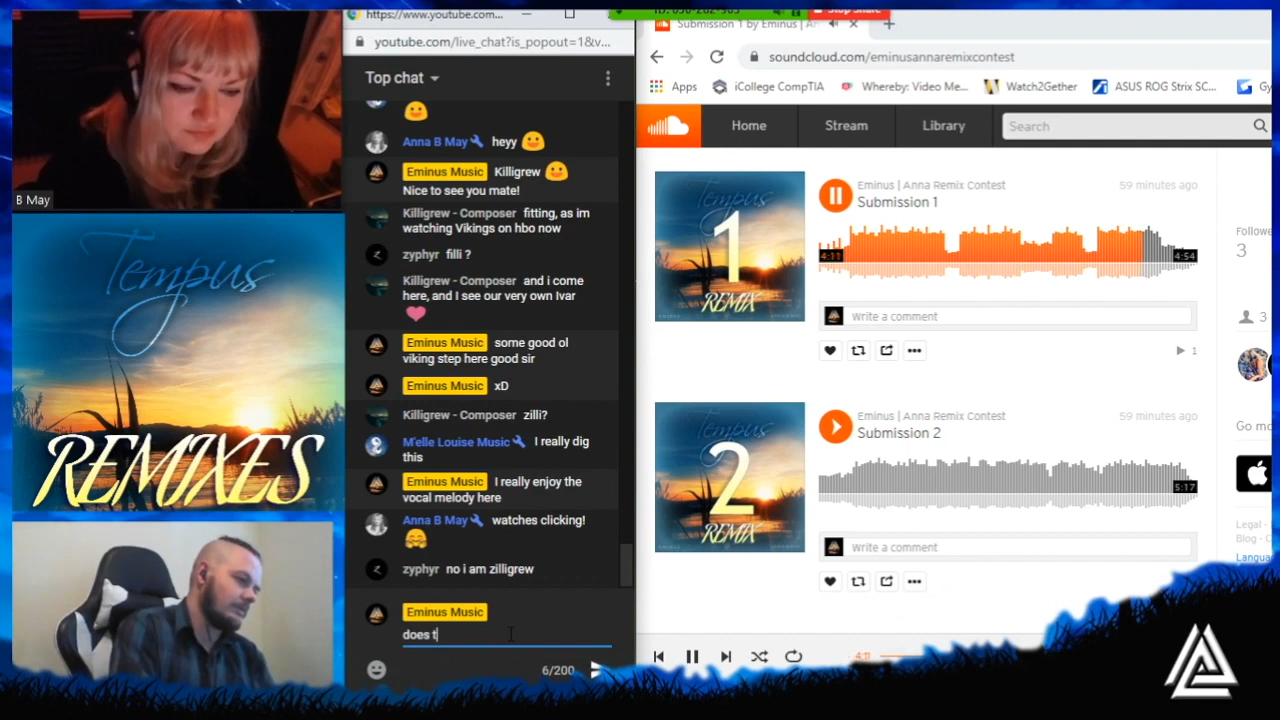 B May
Tempus
REMIXES
https://www.youtube.com...
youtube.com/live_chat?is_popout=1&v...
Top chat
Anna B May heyy
Eminus Music Killigrew
Nice to see you mate!
Killigrew - Composer fitting, as im
watching Vikings on hbo now
zyphyr filli ?
Killigrew - Composer and i come
here, and I see our very own Ivar
Eminus Music some good ol
viking step here good sir
Eminus Music xD
Killigrew - Composer zilli?
M'elle Louise Music I really dig
this
Eminus Music I really enjoy the
vocal melody here
Anna B May watches clicking!
zyphyr no i am zilligrew
Eminus Music
does t
6/200
Stop Share
Submission 1 by Eminus | A
soundcloud.com/eminusannaremixcontest
Apps iCollege CompTIA Whereby: Video Me... Watch2Gether ASUS ROG Strix SC... Gy
Home Stream Library Search
Tempus
1
REMIX
Eminus | Anna Remix Contest 59 minutes ago
Submission 1
4:11 4:54
Write a comment
1
Tempus
2
REMIX
Eminus | Anna Remix Contest 59 minutes ago
Submission 2
5:17
Write a comment
4:11
Followe
3
3
Go mo
Legal -
Blog - C
Langua